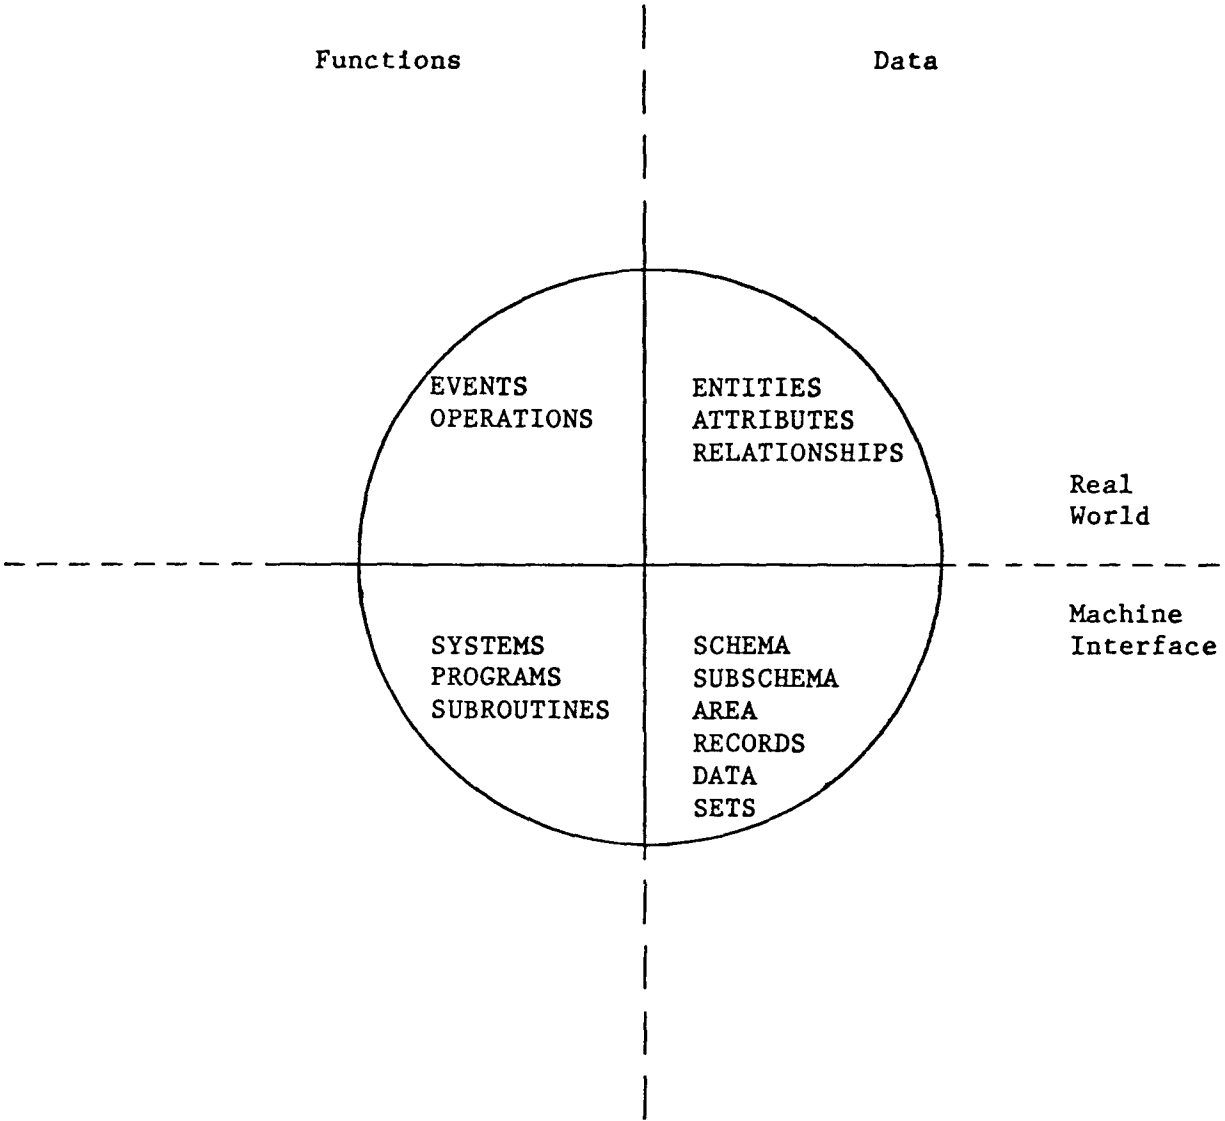 Functions
Data
EVENTS
OPERATIONS
ENTITIES
ATTRIBUTES
RELATIONSHIPS
Real
World
Machine
Interface
SYSTEMS
PROGRAMS
SUBROUTINES
SCHEMA
SUBSCHEMA
AREA
RECORDS
DATA
SETS